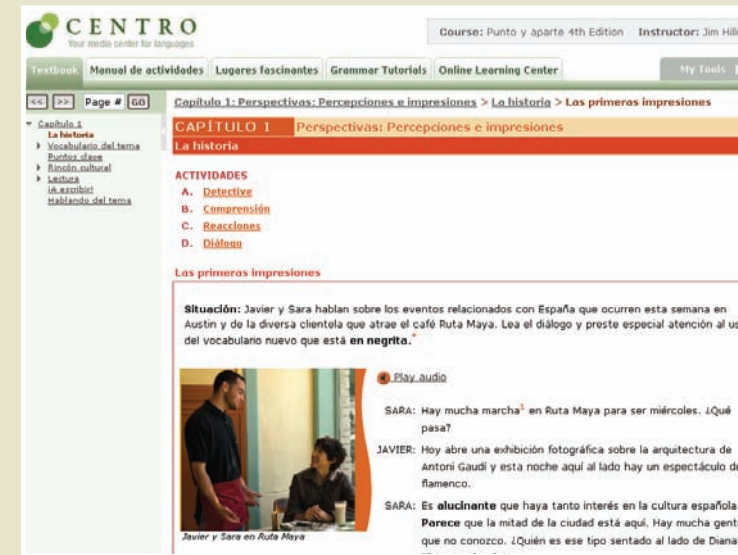 CENTRO
Your media center for languages
Course: Punto y aparte 4th Edition Instructor: Jim
Textbook Manual de actividades Lugares fascinantes Grammar Tutorials Online Learning Center My Tools
<< >> Page # GO
Capítulo 1
La historia
Vocabulario del tema
Puntos clave
Rincón cultural
Lectura
¡A escribir!
Hablando del tema
Capítulo 1: Perspectivas: Percepciones e impresiones > La historia > Las primeras impresiones
CAPÍTULO 1 Perspectivas: Percepciones e impresiones
La historia
ACTIVIDADES
A. Detective
B. Comprensión
C. Reacciones
D. Diálogo
Las primeras impresiones
Situación: Javier y Sara hablan sobre los eventos relacionados con España que ocurren esta semana en
Austin y de la diversa clientela que atrae el café Ruta Maya. Lea el diálogo y preste especial atención al
del vocabulario nuevo que está en negrita.*
Play audio
SARA: Hay mucha marcha¹ en Ruta Maya para ser miércoles. ¿Qué
pasa?
JAVIER: Hoy abre una exhibición fotográfica sobre la arquitectura de
Antoni Gaudí y esta noche aquí al lado hay un espectáculo de
flamenco.
SARA: Es alucinante que haya tanto interés en la cultura española.
Parece que la mitad de la ciudad está aquí. Hay mucha gente
que no conozco. ¿Quién es ese tipo sentado al lado de Diana
Javier y Sara en Ruta Maya